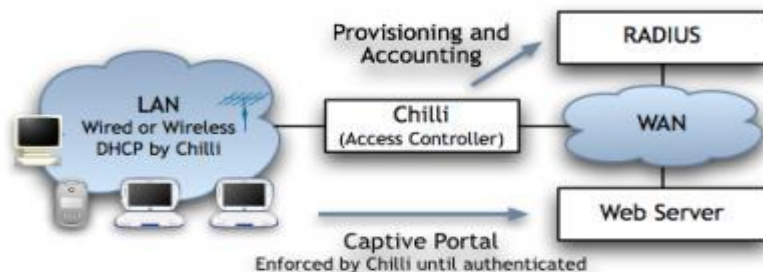 Provisioning and
Accounting
RADIUS
LAN
Wired or Wireless
DHCP by Chilli
Chilli
(Access Controller)
WAN
Web Server
Captive Portal
Enforced by Chilli until authenticated